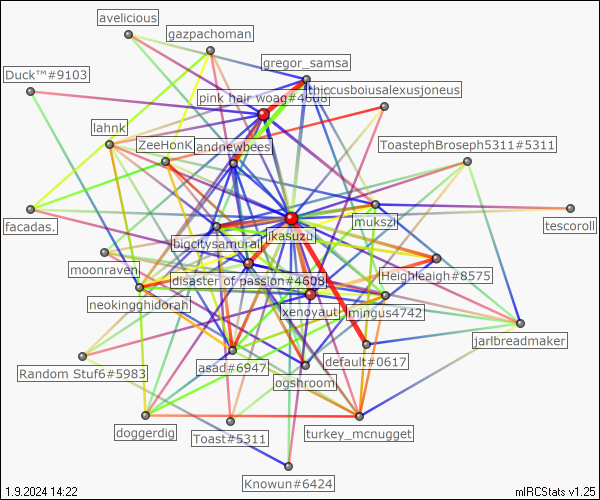 avelicious
gazpachoman
gregor_samsa
Duck™#9103
thiccusboiusalexusjoneus
pink hair woag#4608
lahnk
ZeeHonk
andnewbees
ToastephBroseph5311#5311
facadas.
mukszi
tescoroll
ikasuzu
bigcitysamurai
moonraven
disaster of passion#4608
Heighleaigh#8575
neokingghidorah
xenoyaut
mingus4742
jarlbreadmaker
default#0617
asad#6947
Random Stuf6#5983
ogshroom
doggerdig
Toast#5311
turkey_mcnugget
Knowun#6424
1.9.2024 14:22
mIRCStats v1.25